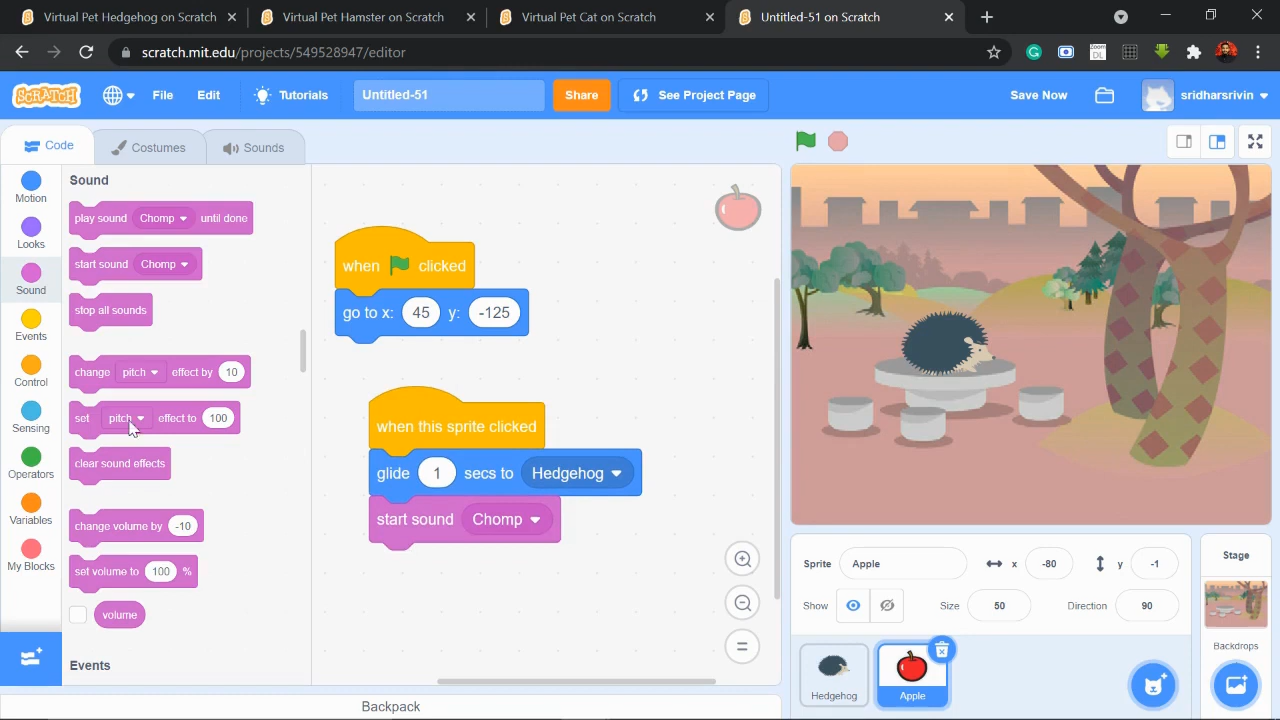 Virtual Pet Hedgehog on Scratch
Virtual Pet Hamster on Scratch
Virtual Pet Cat on Scratch
Untitled-51 on Scratch
scratch.mit.edu/projects/549528947/editor
Zoom
DL
SCRATCH
File
Edit
Tutorials
Untitled-51
Share
See Project Page
Save Now
sridharsrivin
Code
Costumes
Sounds
Motion
Looks
Sound
Events
Control
Sensing
Operators
Variables
My Blocks
Sound
play sound Chomp until done
start sound Chomp
stop all sounds
change pitch effect by 10
set pitch effect to 100
clear sound effects
change volume by -10
set volume to 100 %
volume
Events
when clicked
go to x: 45 y: -125
when this sprite clicked
glide 1 secs to Hedgehog
start sound Chomp
Backpack
Sprite Apple x -80 y -1
Show Size 50 Direction 90
Hedgehog
Apple
Stage
Backdrops